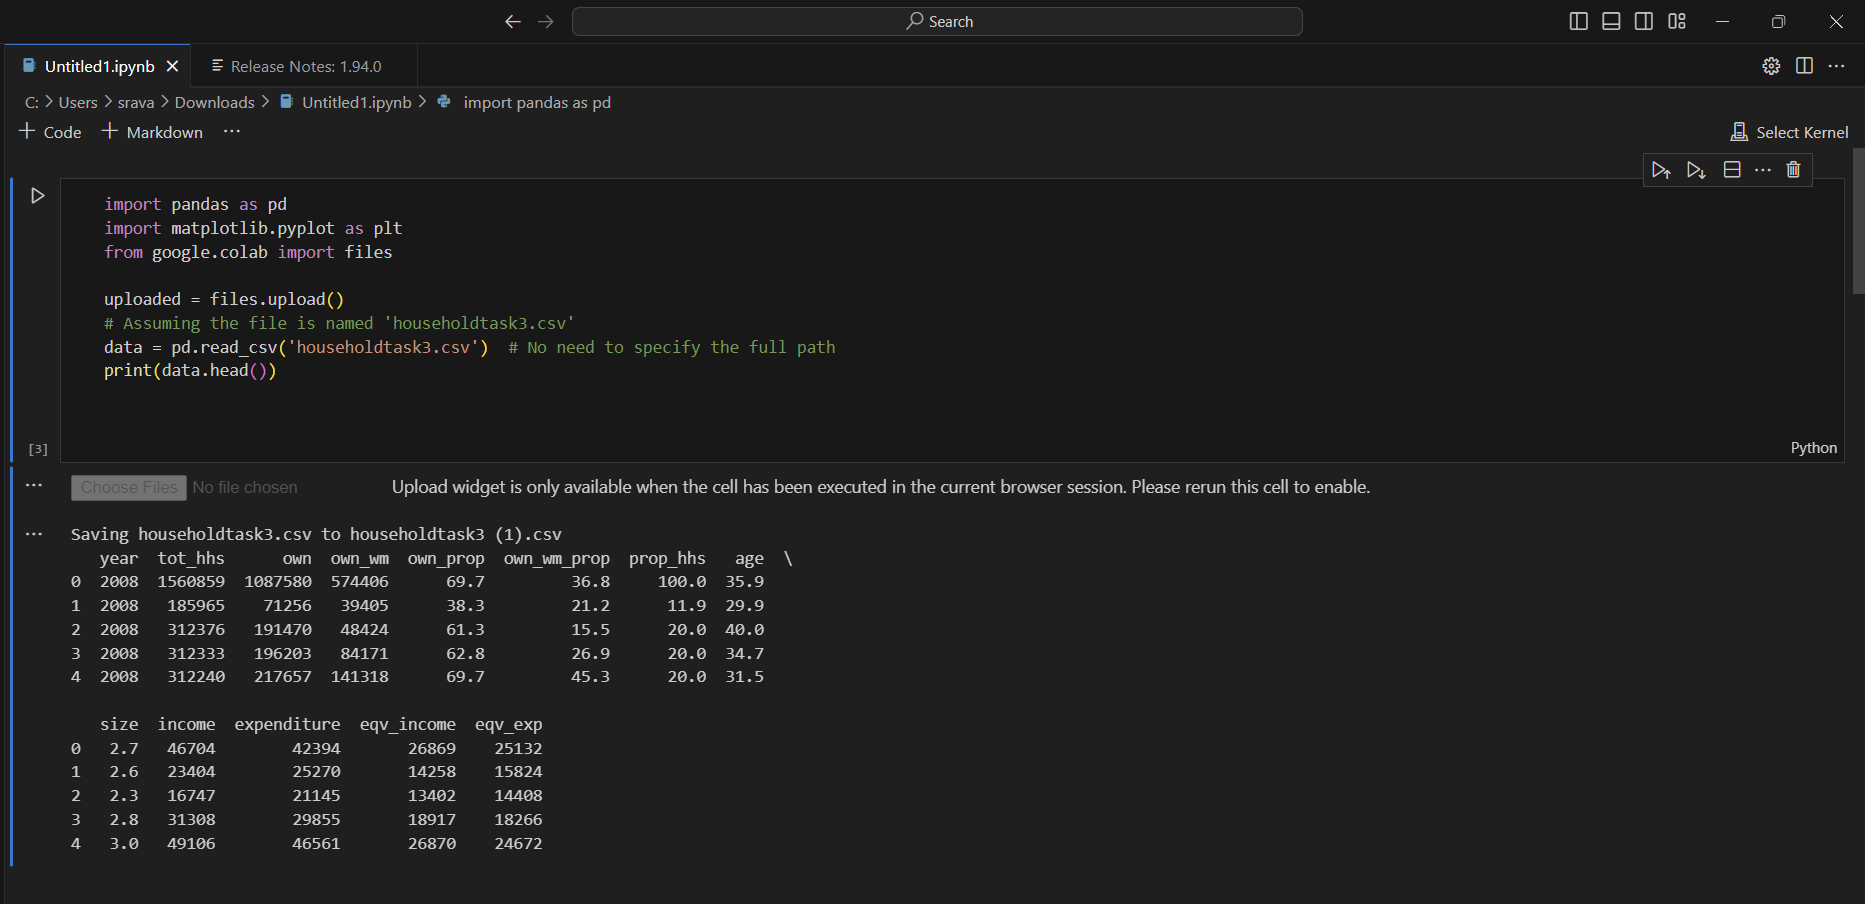 Search
Untitled1.ipynb Release Notes: 1.94.0
C: > Users > srava > Downloads > Untitled1.ipynb > import pandas as pd
+ Code + Markdown ...
Select Kernel
import pandas as pd
import matplotlib.pyplot as plt
from google.colab import files
uploaded = files.upload()
# Assuming the file is named 'householdtask3.csv'
data = pd.read_csv('householdtask3.csv')  # No need to specify the full path
print(data.head())
[3]
Python
Choose Files No file chosen Upload widget is only available when the cell has been executed in the current browser session. Please rerun this cell to enable.
Saving householdtask3.csv to householdtask3 (1).csv
   year  tot_hhs      own  own_wm  own_prop  own_wm_prop  prop_hhs   age  \
0  2008  1560859  1087580  574406      69.7         36.8     100.0  35.9
1  2008   185965    71256   39405      38.3         21.2      11.9  29.9
2  2008   312376   191470   48424      61.3         15.5      20.0  40.0
3  2008   312333   196203   84171      62.8         26.9      20.0  34.7
4  2008   312240   217657  141318      69.7         45.3      20.0  31.5
   size  income  expenditure  eqv_income  eqv_exp
0   2.7   46704        42394       26869    25132
1   2.6   23404        25270       14258    15824
2   2.3   16747        21145       13402    14408
3   2.8   31308        29855       18917    18266
4   3.0   49106        46561       26870    24672